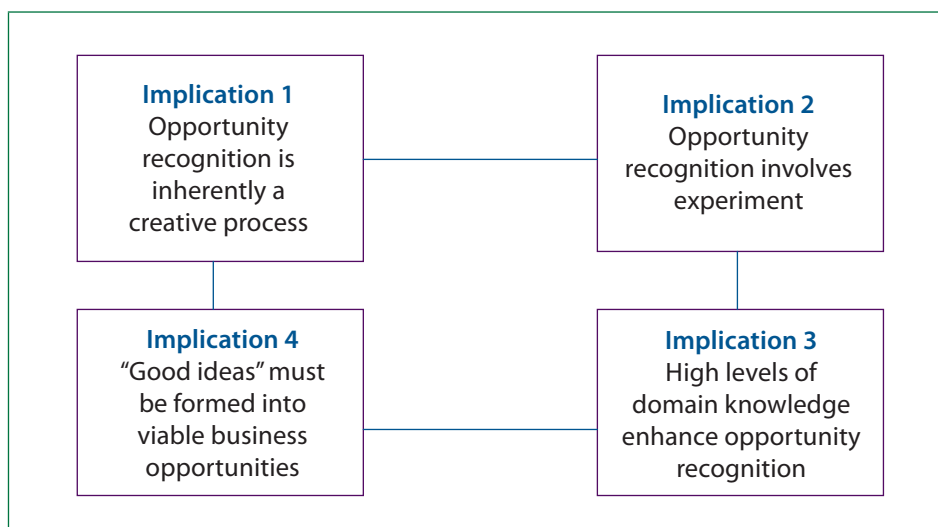 Implication 1
Opportunity
recognition is
inherently a
creative process
Implication 2
Opportunity
recognition involves
experiment
Implication 4
“Good ideas” must
be formed into
viable business
opportunities
Implication 3
High levels of
domain knowledge
enhance opportunity
recognition